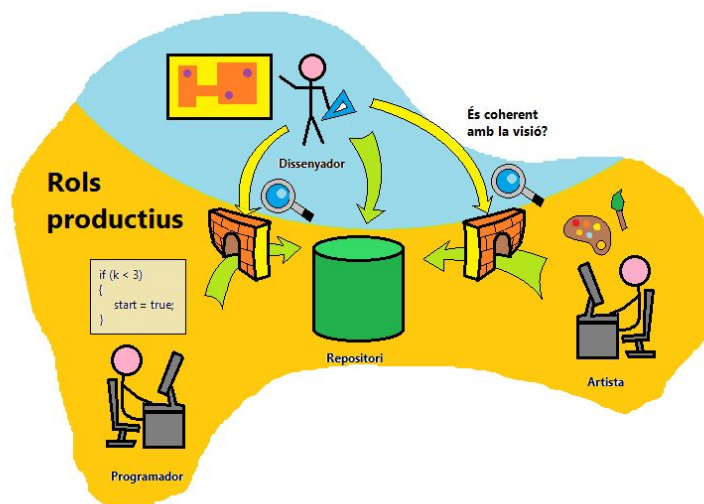 És coherent
amb la visió?
Dissenyador
Rols
productius
if (k < 3)
{
start = true;
}
Repositori
Artista
Programador